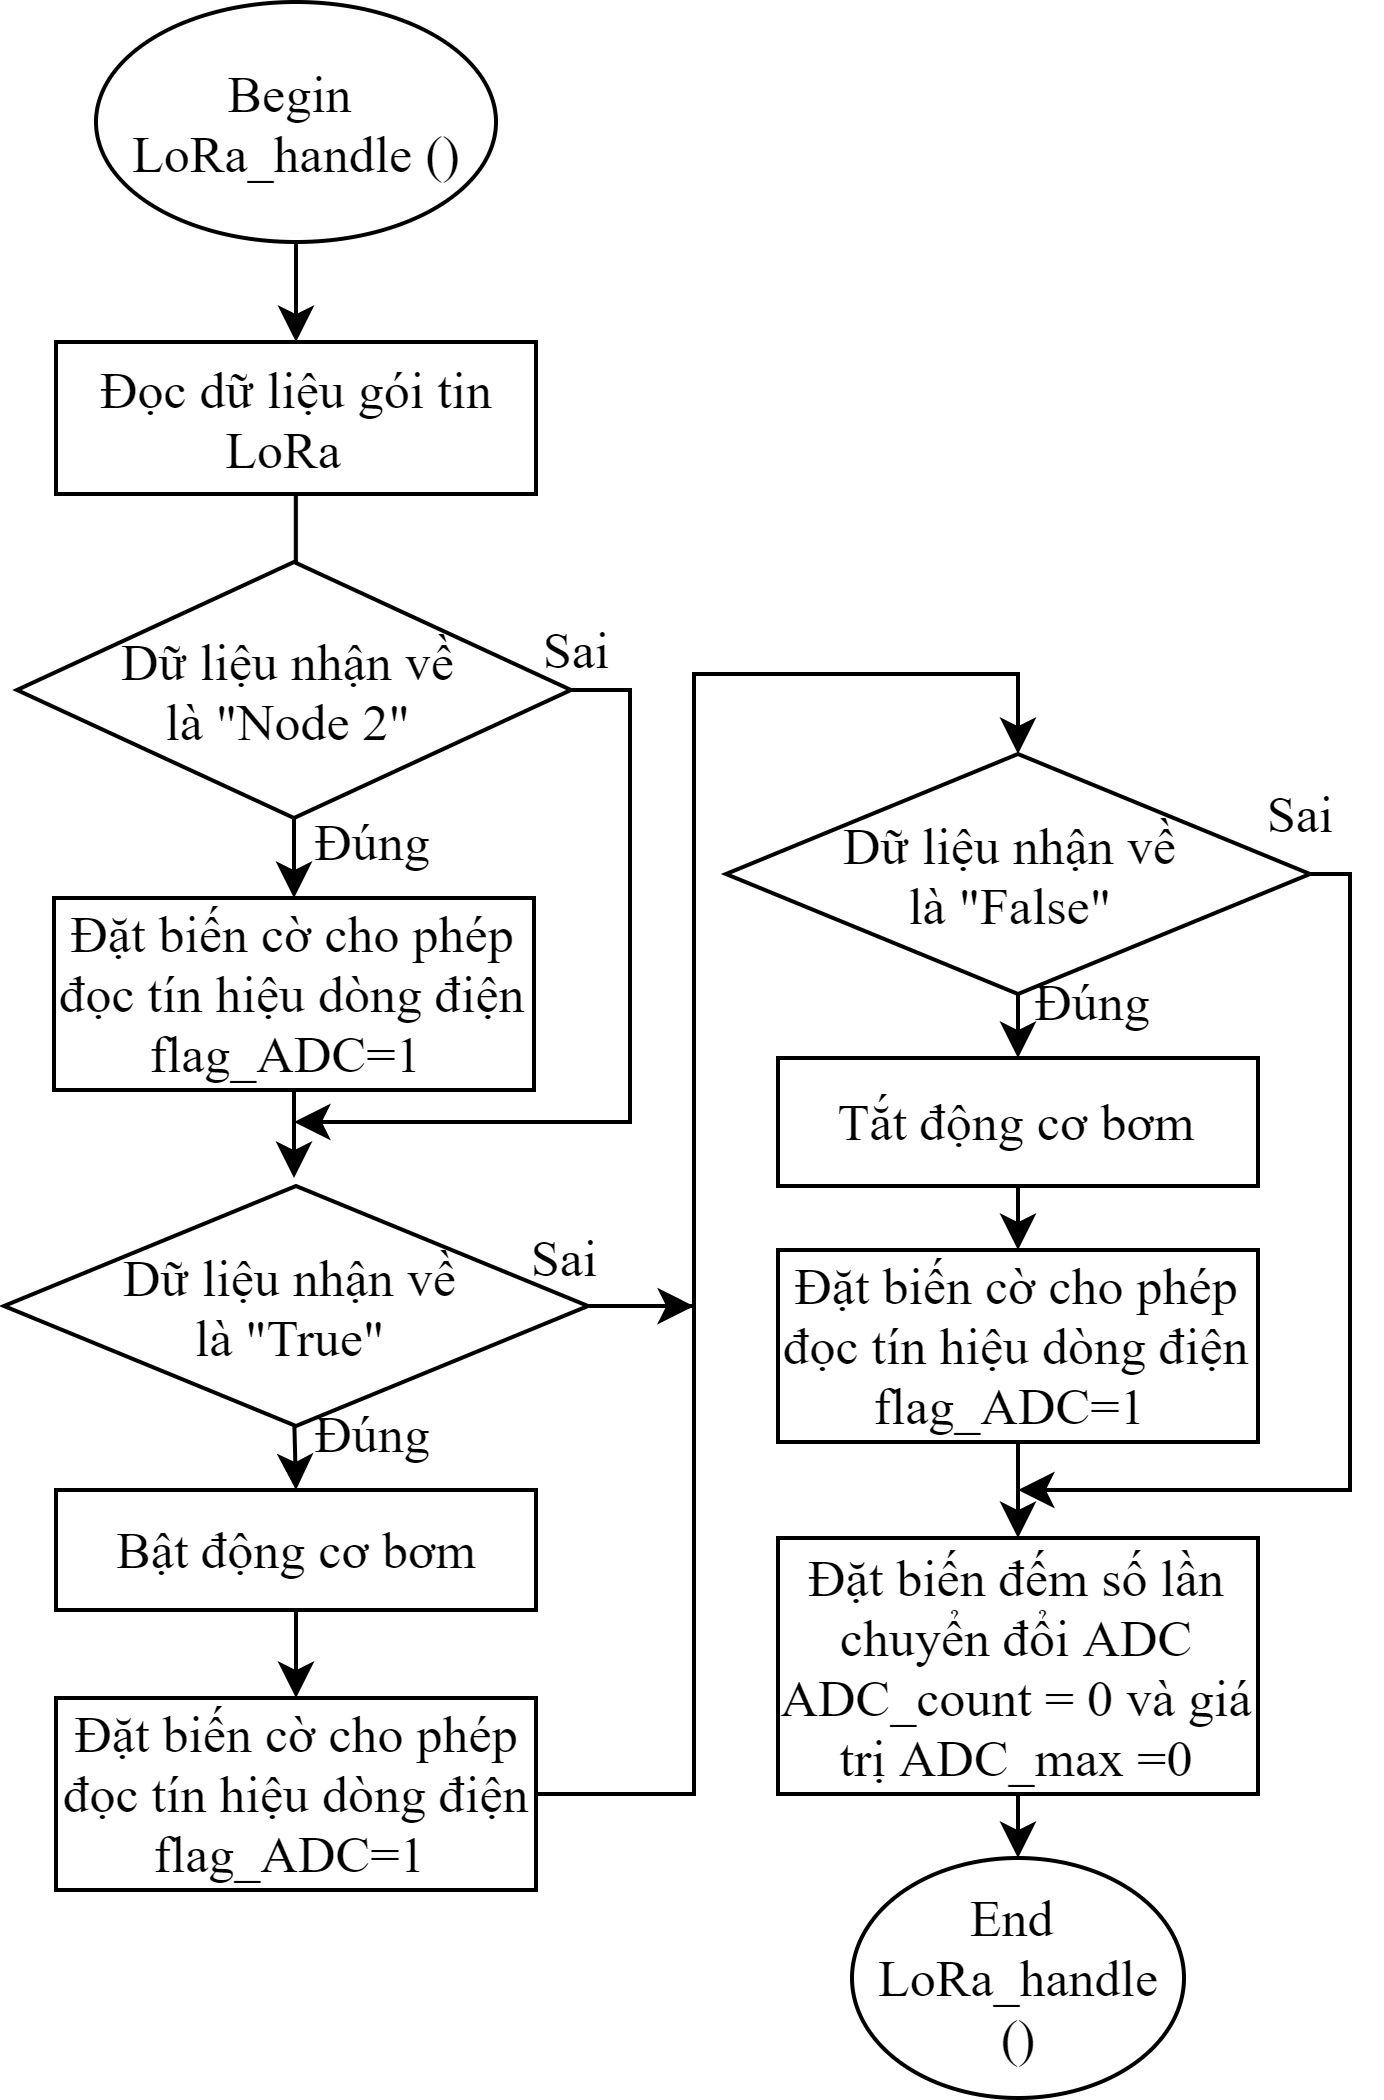 Begin
LoRa_handle ()
Đọc dữ liệu gói tin
LoRa
Dữ liệu nhận về
là "Node 2"
Sai
Đúng
Đặt biến cờ cho phép
đọc tín hiệu dòng điện
flag_ADC=1
Dữ liệu nhận về
là "True"
Sai
Đúng
Bật động cơ bơm
Đặt biến cờ cho phép
đọc tín hiệu dòng điện
flag_ADC=1
Dữ liệu nhận về
là "False"
Sai
Đúng
Tắt động cơ bơm
Đặt biến cờ cho phép
đọc tín hiệu dòng điện
flag_ADC=1
Đặt biến đếm số lần
chuyển đổi ADC
ADC_count = 0 và giá
trị ADC_max =0
End
LoRa_handle
()